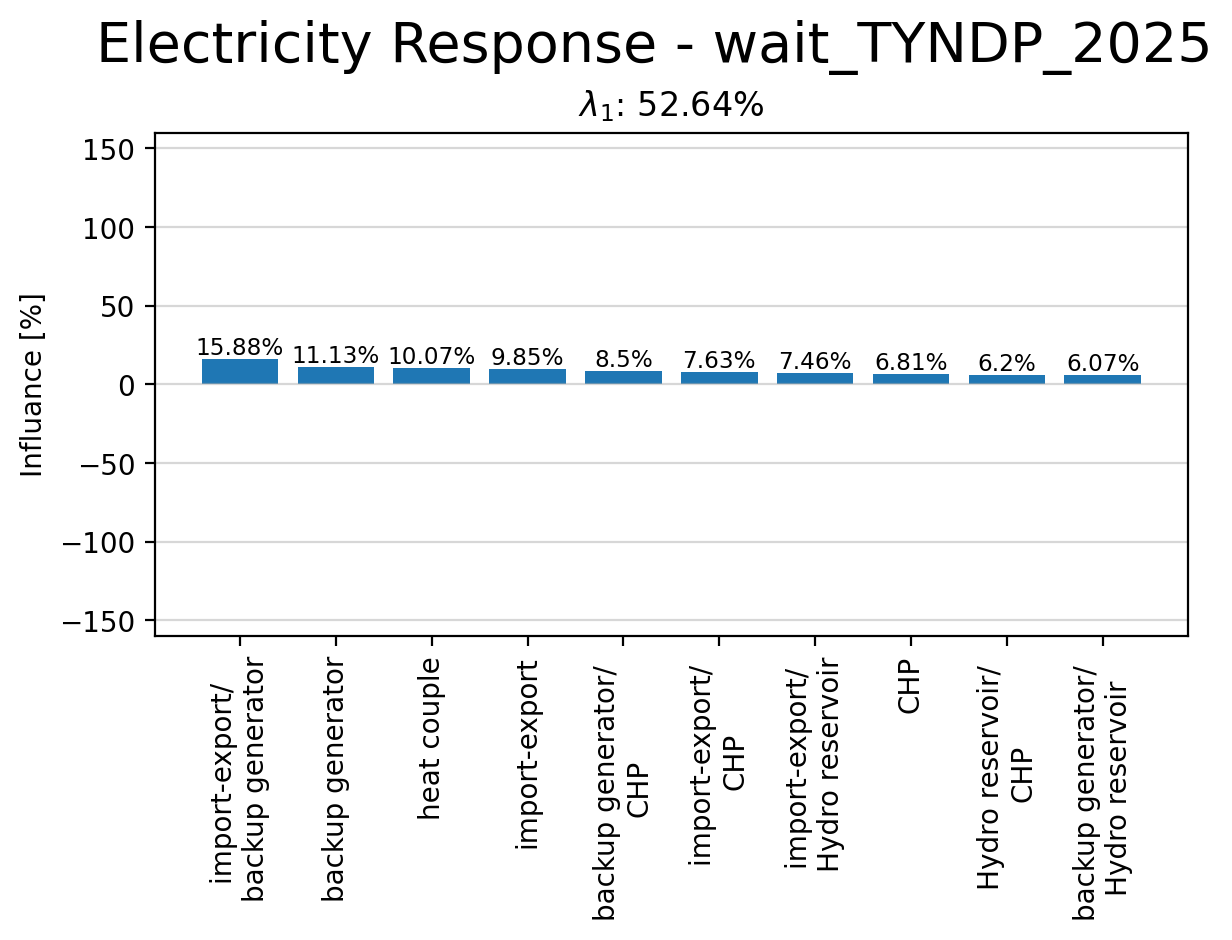 Electricity Response - wait_TYNDP_2025
λ₁: 52.64%
Influance [%]
150
100
50
0
−50
−100
−150
15.88%
11.13%
10.07%
9.85%
8.5%
7.63%
7.46%
6.81%
6.2%
6.07%
import-export/
backup generator
backup generator
heat couple
import-export
backup generator/
CHP
import-export/
CHP
import-export/
Hydro reservoir
CHP
Hydro reservoir/
CHP
backup generator/
Hydro reservoir